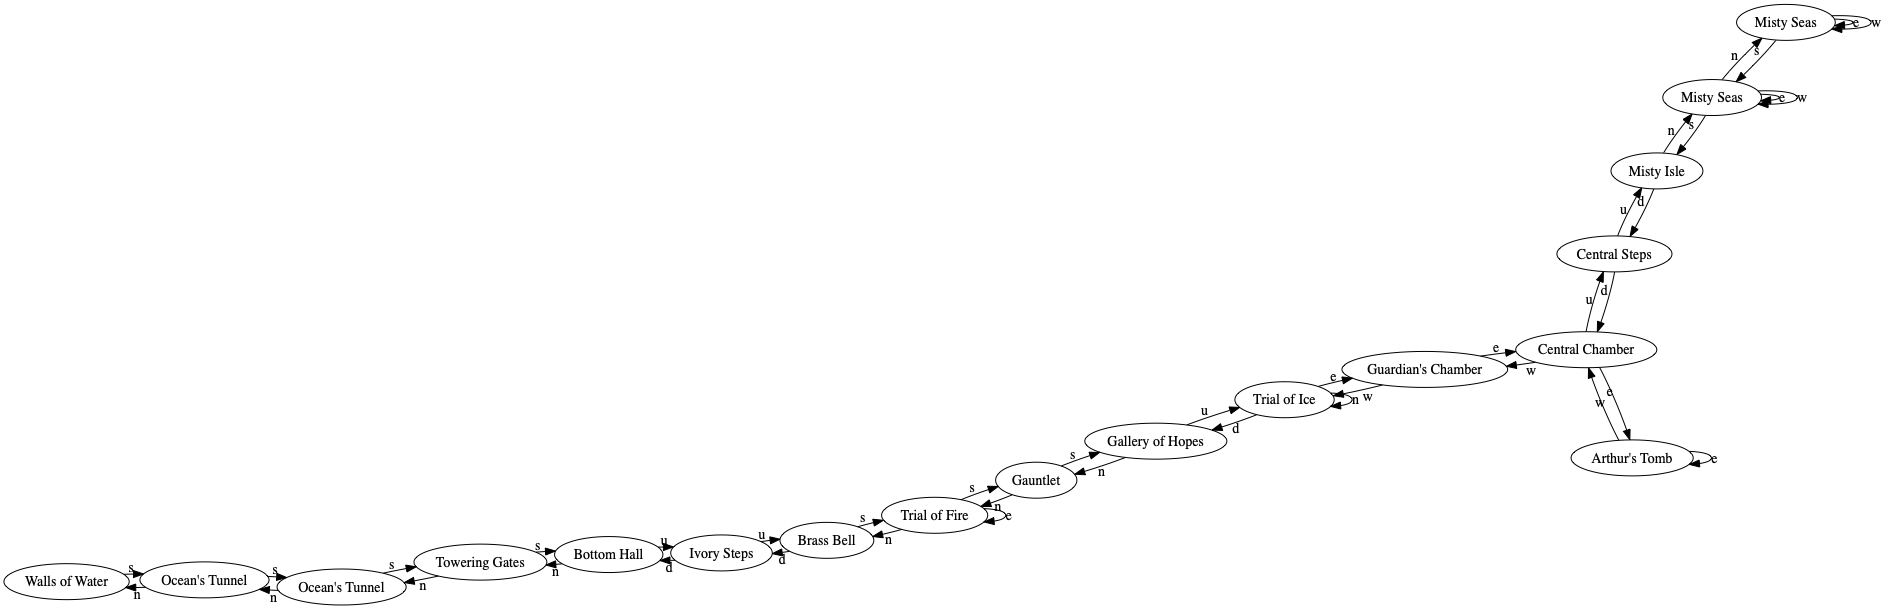 Misty Seas
e
w
n
s
Misty Seas
e
w
n
s
Misty Isle
u
d
Central Steps
u
d
Central Chamber
e
w
Guardian's Chamber
e
w
Arthur's Tomb
e
e
w
Trial of Ice
n
u
d
Gallery of Hopes
s
n
Gauntlet
s
n
Trial of Fire
e
s
n
Brass Bell
u
d
Ivory Steps
u
d
Bottom Hall
s
n
Towering Gates
s
n
Ocean's Tunnel
s
n
Ocean's Tunnel
s
n
Walls of Water